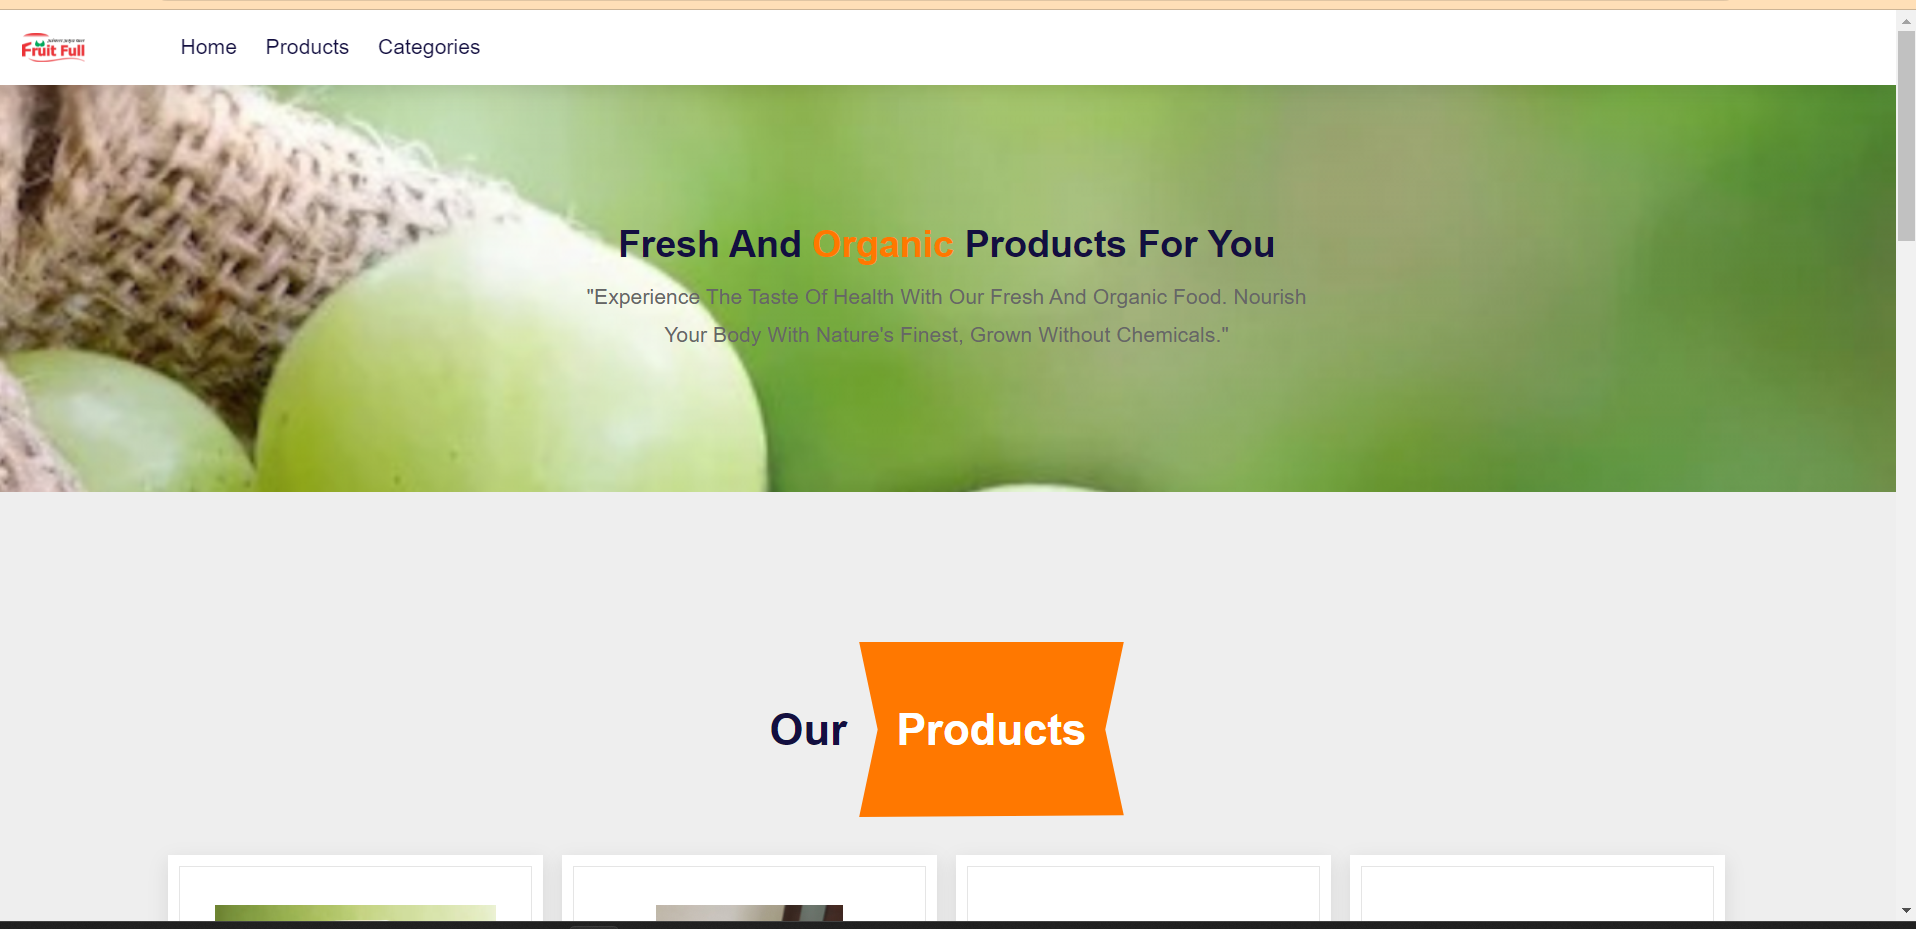 Fruit Full
Home Products Categories
Fresh And Organic Products For You
"Experience The Taste Of Health With Our Fresh And Organic Food. Nourish
Your Body With Nature's Finest, Grown Without Chemicals."
Our Products